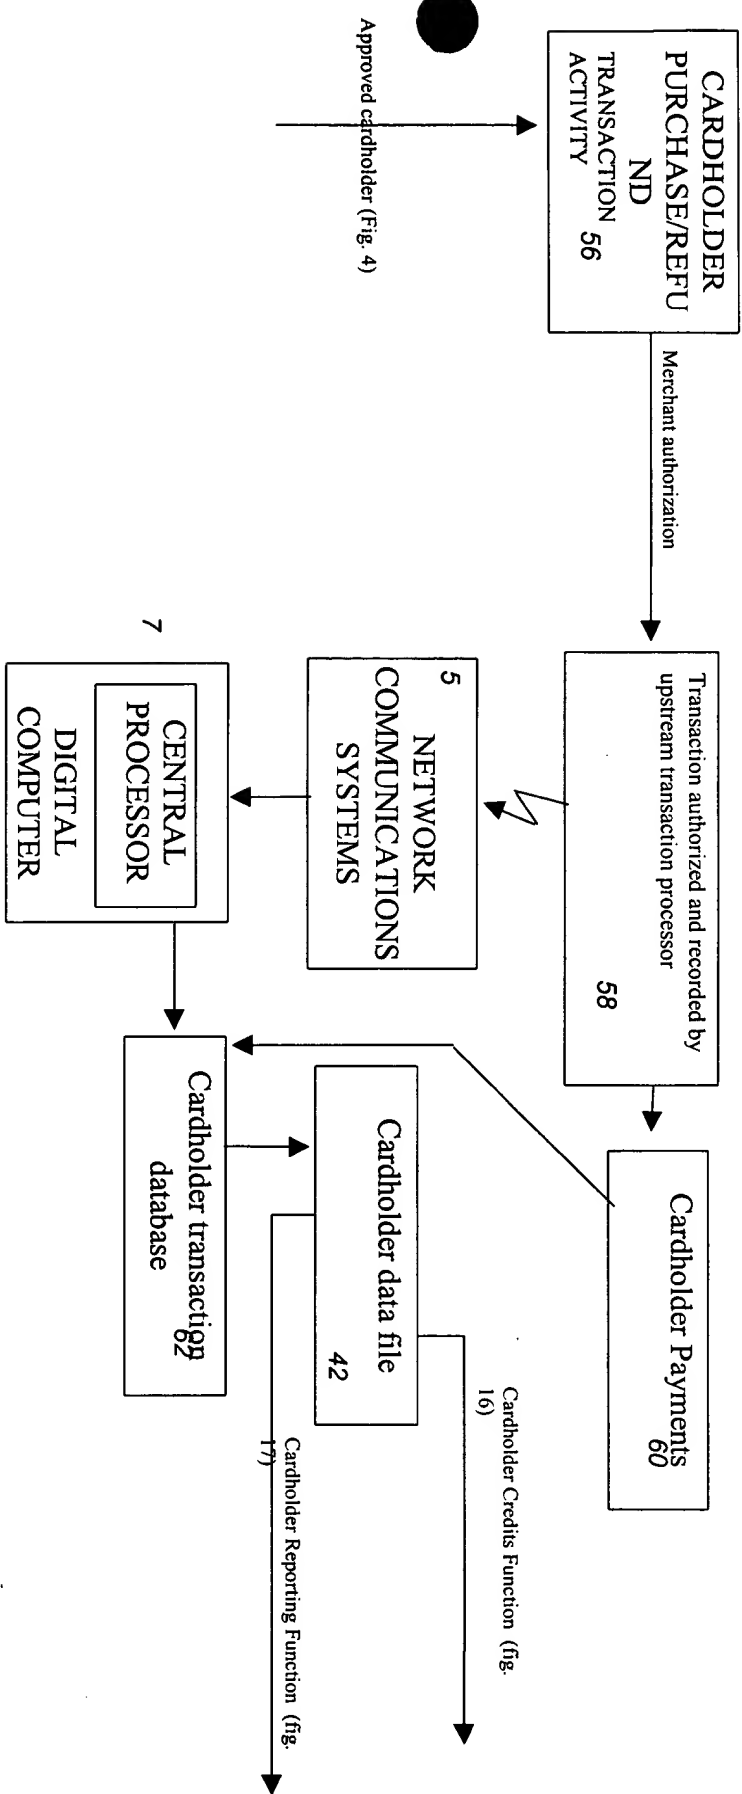 CARDHOLDER
PURCHASE/REFU
ND
TRANSACTION
ACTIVITY
56
Approved cardholder (Fig. 4)
Merchant authorization
Transaction authorized and recorded by
upstream transaction processor
58
Cardholder Payments
60
5
NETWORK
COMMUNICATIONS
SYSTEMS
7
CENTRAL
PROCESSOR
DIGITAL
COMPUTER
Cardholder transaction
database
62
Cardholder data file
42
Cardholder Credits Function (fig.
16)
Cardholder Reporting Function (fig.
17)